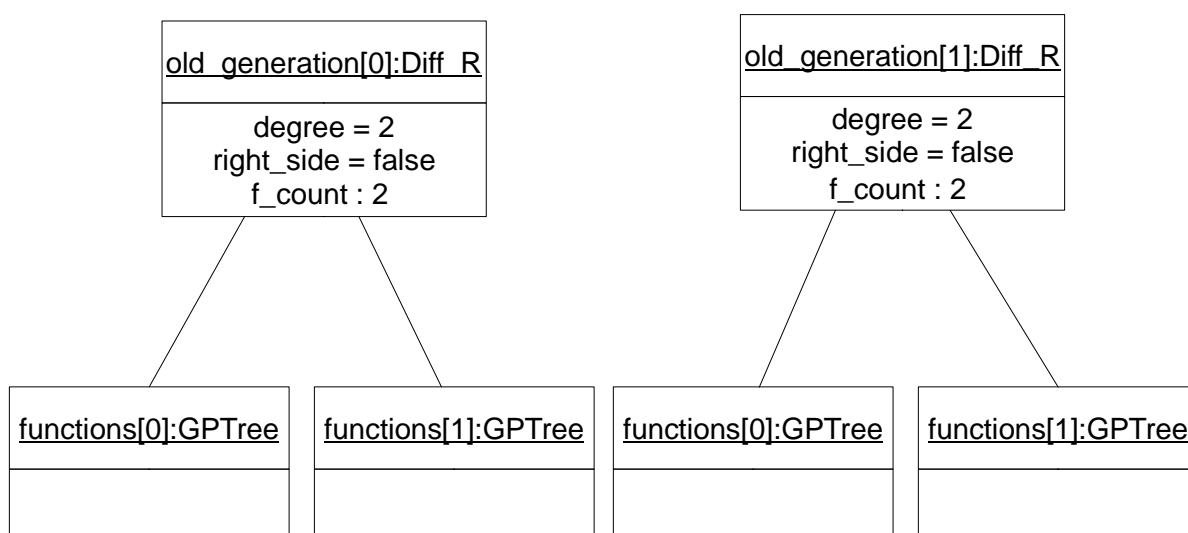 old_generation[0]:Diff_R
degree = 2
right_side = false
f_count : 2
old_generation[1]:Diff_R
degree = 2
right_side = false
f_count : 2
functions[0]:GPTree
functions[1]:GPTree
functions[0]:GPTree
functions[1]:GPTree